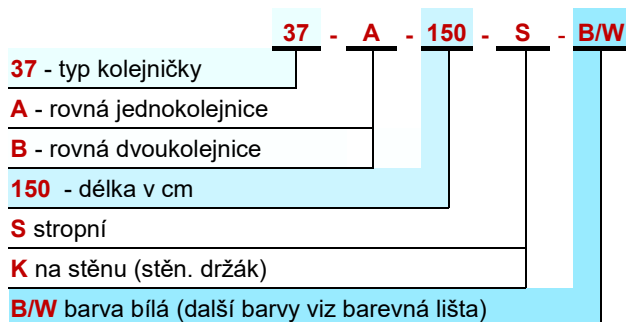 37 - A - 150 - S - B/W
37 - typ kolejničky
A - rovná jednokolejnice
B - rovná dvoukolejnice
150 - délka v cm
S stropní
K na stěnu (stěn. držák)
B/W barva bílá (další barvy viz barevná lišta)